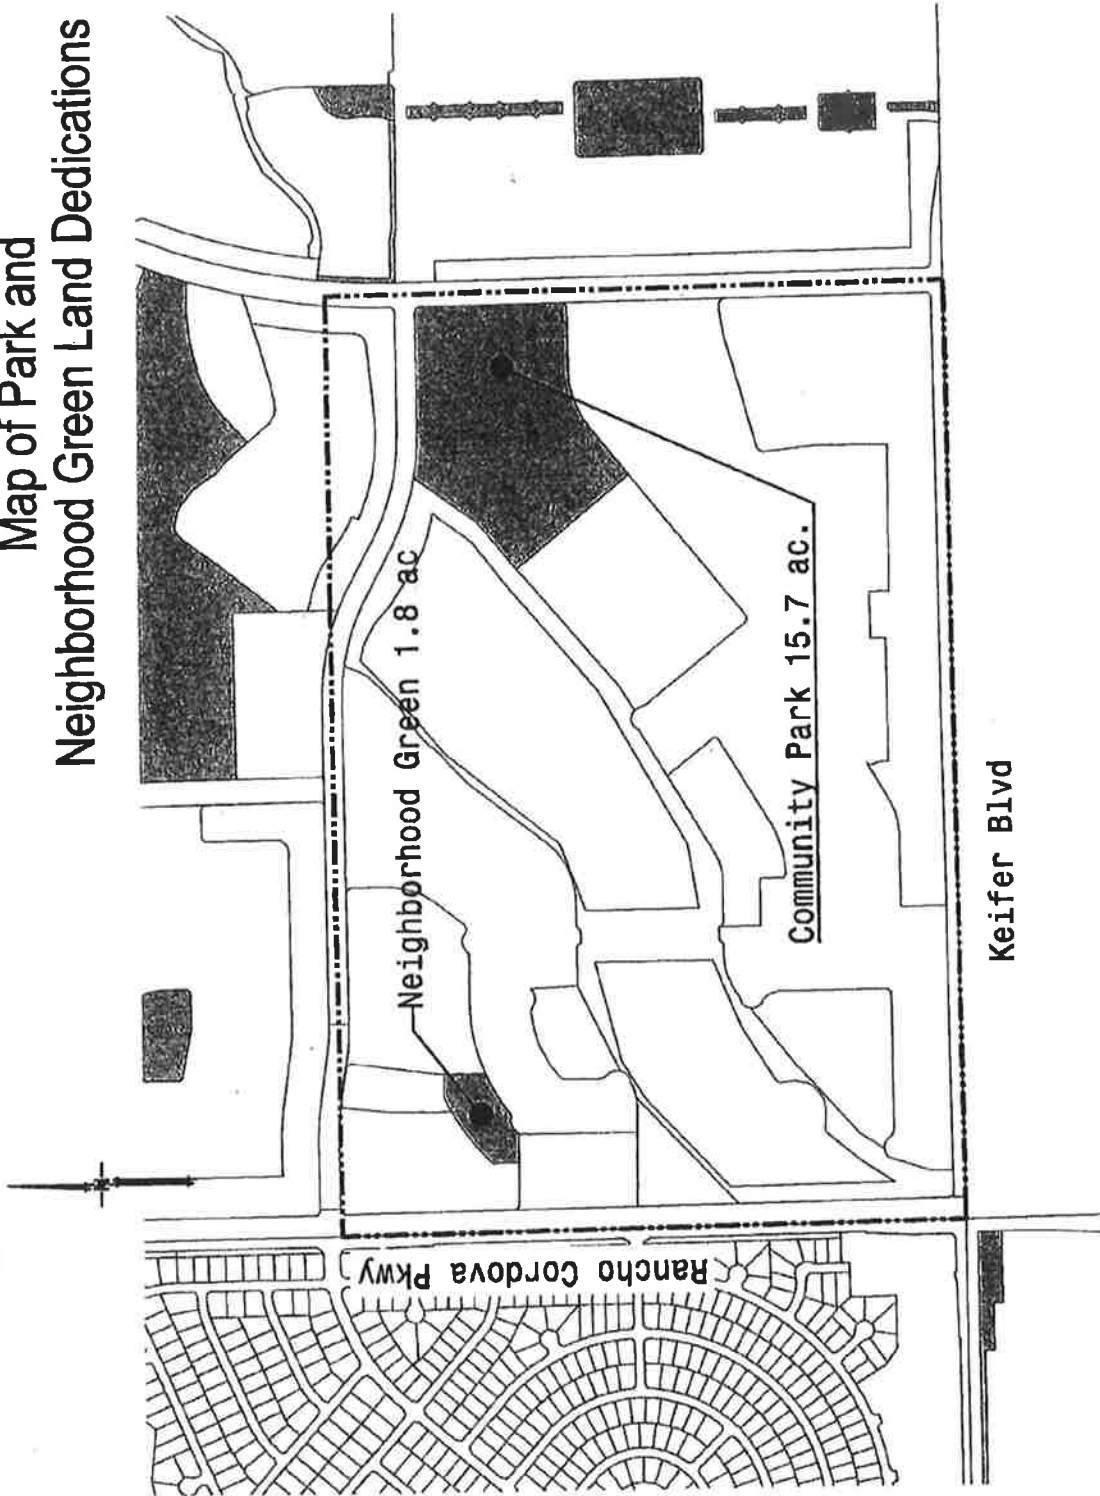 Map of Park and
Neighborhood Green Land Dedications
Neighborhood Green 1.8 ac
Community Park 15.7 ac.
Rancho Cordova Pkwy
Keifer Blvd